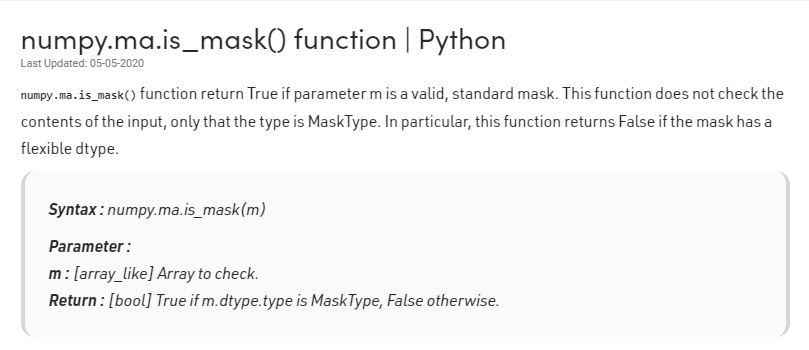 numpy.ma.is_mask() function | Python
Last Updated: 05-05-2020
numpy.ma.is_mask() function return True if parameter m is a valid, standard mask. This function does not check the
contents of the input, only that the type is MaskType. In particular, this function returns False if the mask has a
flexible dtype.
Syntax : numpy.ma.is_mask(m)
Parameter :
m : [array_like] Array to check.
Return : [bool] True if m.dtype.type is MaskType, False otherwise.